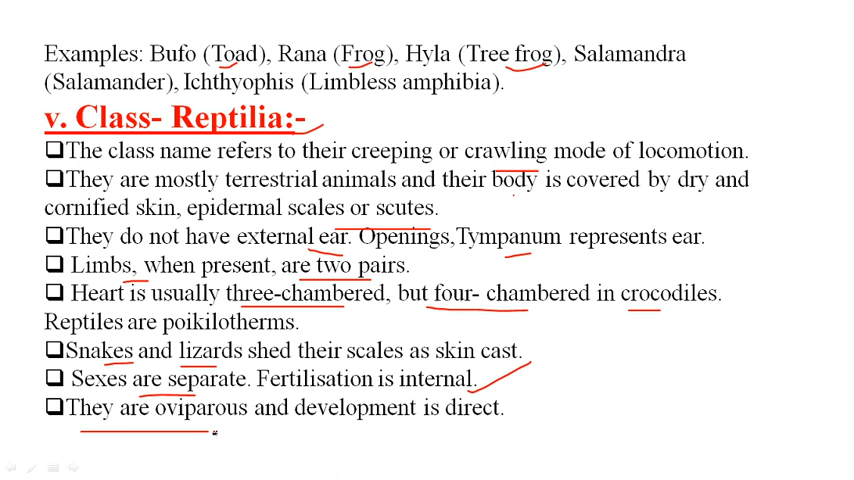 Examples: Bufo (Toad), Rana (Frog), Hyla (Tree frog), Salamandra
(Salamander), Ichthyophis (Limbless amphibia).
v. Class- Reptilia:-
❑The class name refers to their creeping or crawling mode of locomotion.
❑They are mostly terrestrial animals and their body is covered by dry and
cornified skin, epidermal scales or scutes.
❑They do not have external ear. Openings,Tympanum represents ear.
❑ Limbs, when present, are two pairs.
❑ Heart is usually three-chambered, but four- chambered in crocodiles.
Reptiles are poikilotherms.
❑Snakes and lizards shed their scales as skin cast.
❑ Sexes are separate. Fertilisation is internal.
❑They are oviparous and development is direct.